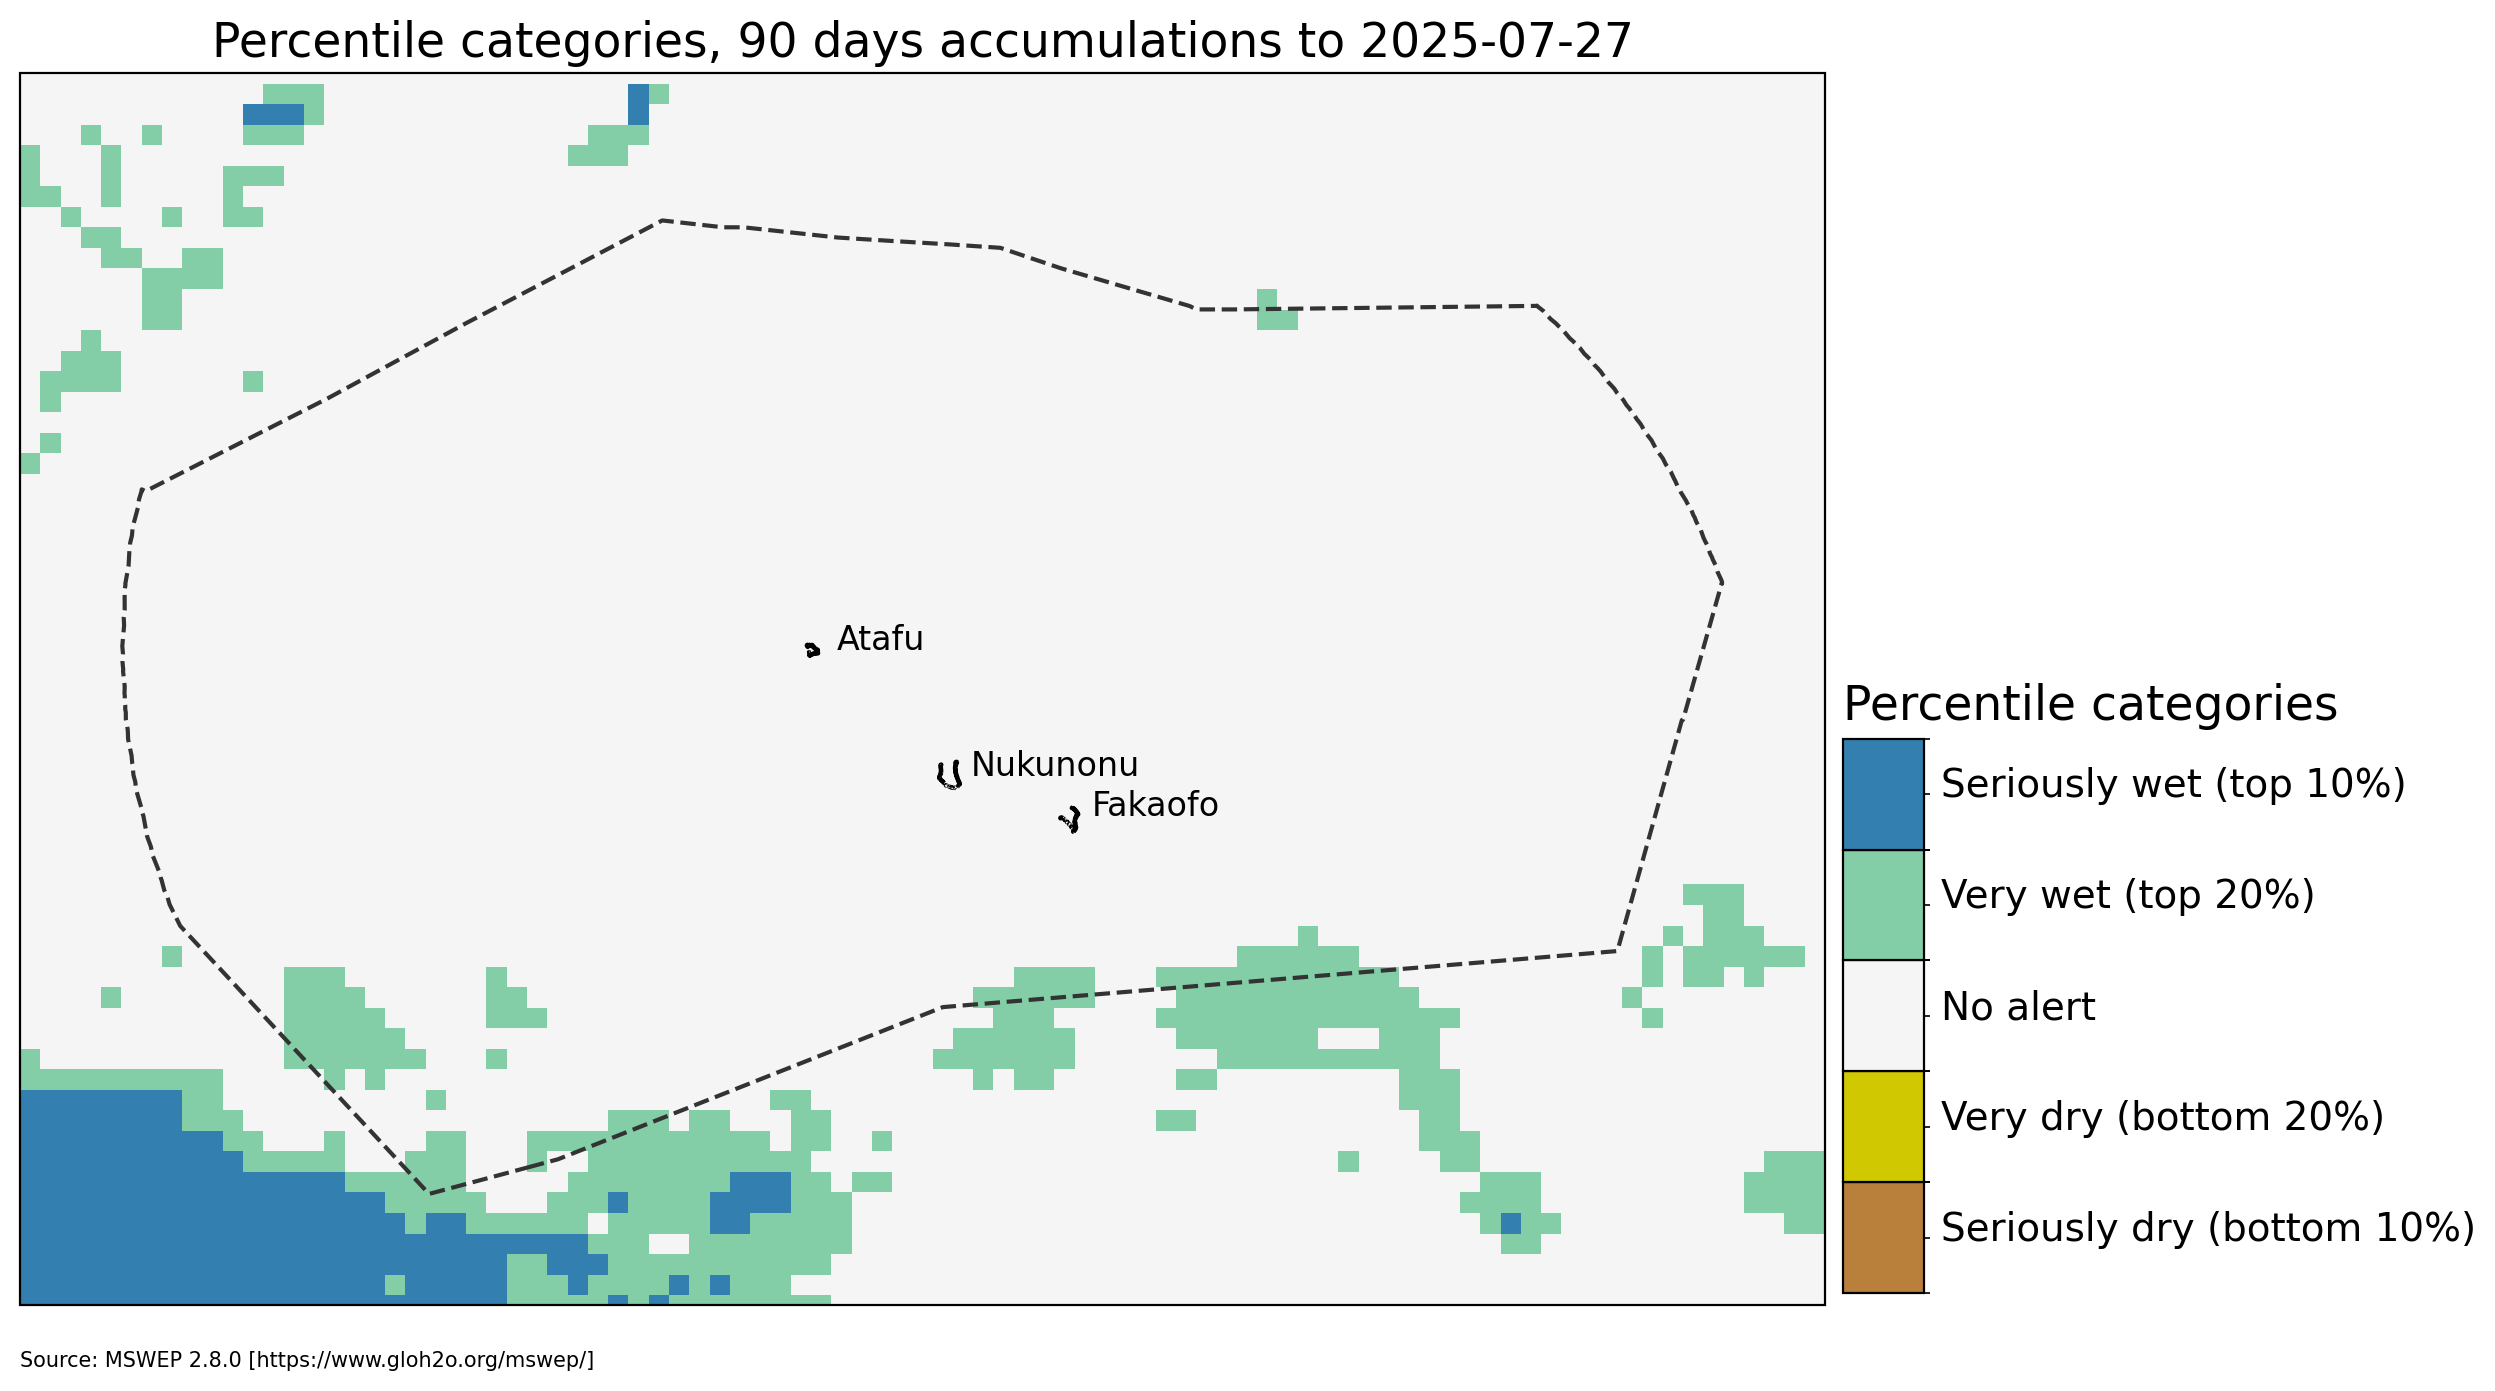 Percentile categories, 90 days accumulations to 2025-07-27
Atafu
Nukunonu
Fakaofo
Percentile categories
Seriously wet (top 10%)
Very wet (top 20%)
No alert
Very dry (bottom 20%)
Seriously dry (bottom 10%)
Source: MSWEP 2.8.0 [https://www.gloh2o.org/mswep/]